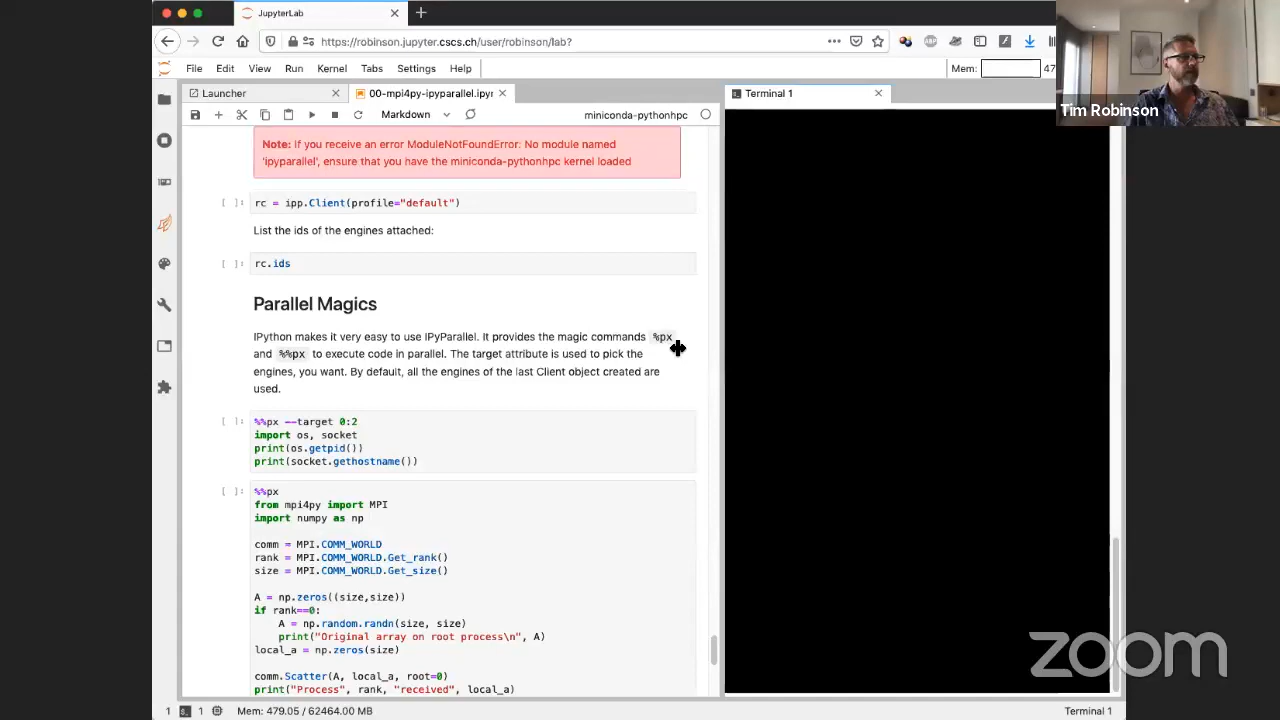 JupyterLab
https://robinson.jupyter.cscs.ch/user/robinson/lab?
File Edit View Run Kernel Tabs Settings Help
Mem: 47
Tim Robinson
Launcher
00-mpi4py-ipyparallel.ipyr
Terminal 1
Markdown
miniconda-pythonhpc
Note: If you receive an error ModuleNotFoundError: No module named
'ipyparallel', ensure that you have the miniconda-pythonhpc kernel loaded
[ ]: rc = ipp.Client(profile="default")
List the ids of the engines attached:
[ ]: rc.ids
Parallel Magics
IPython makes it very easy to use IPyParallel. It provides the magic commands %px
and %%px to execute code in parallel. The target attribute is used to pick the
engines, you want. By default, all the engines of the last Client object created are
used.
[ ]: %%px --target 0:2
import os, socket
print(os.getpid())
print(socket.gethostname())
[ ]: %%px
from mpi4py import MPI
import numpy as np
comm = MPI.COMM_WORLD
rank = MPI.COMM_WORLD.Get_rank()
size = MPI.COMM_WORLD.Get_size()
A = np.zeros((size,size))
if rank==0:
A = np.random.randn(size, size)
print("Original array on root process\n", A)
local_a = np.zeros(size)
comm.Scatter(A, local_a, root=0)
print("Process", rank, "received", local_a)
zoom
1 1 Mem: 479.05 / 62464.00 MB
Terminal 1